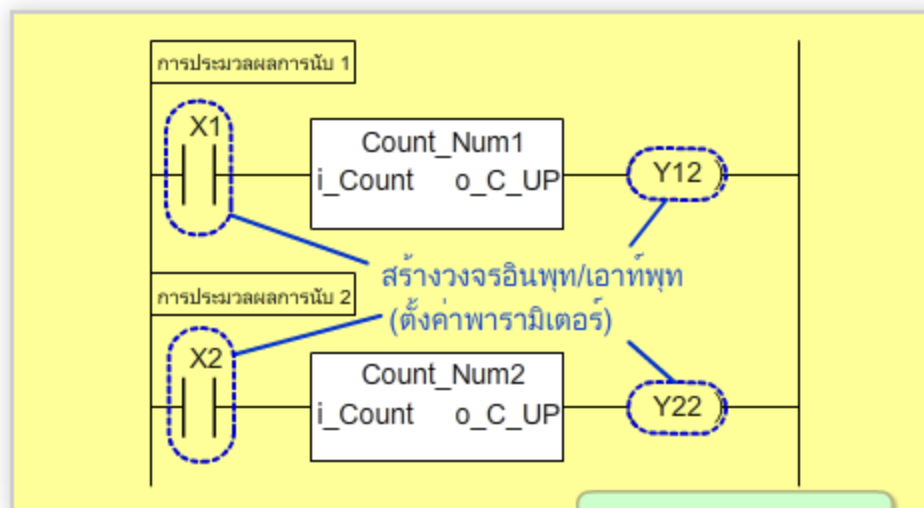 การประมวลผลการนับ 1
X1
Count_Num1
i_Count o_C_UP
Y12
สร้างวงจรอินพุท/เอาท์พุท
(ตั้งค่าพารามิเตอร์)
การประมวลผลการนับ 2
X2
Count_Num2
i_Count o_C_UP
Y22